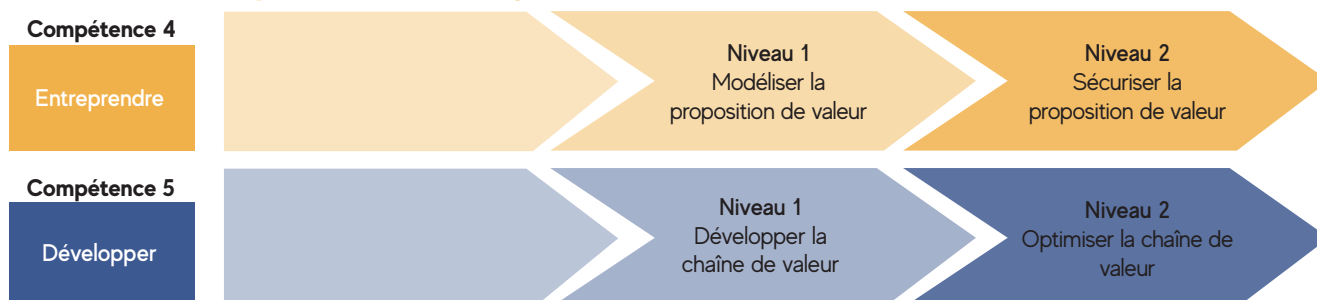 Compétence 4
Entreprendre
Niveau 1
Modéliser la
proposition de valeur
Niveau 2
Sécuriser la
proposition de valeur
Compétence 5
Développer
Niveau 1
Développer la
chaîne de valeur
Niveau 2
Optimiser la chaîne de
valeur